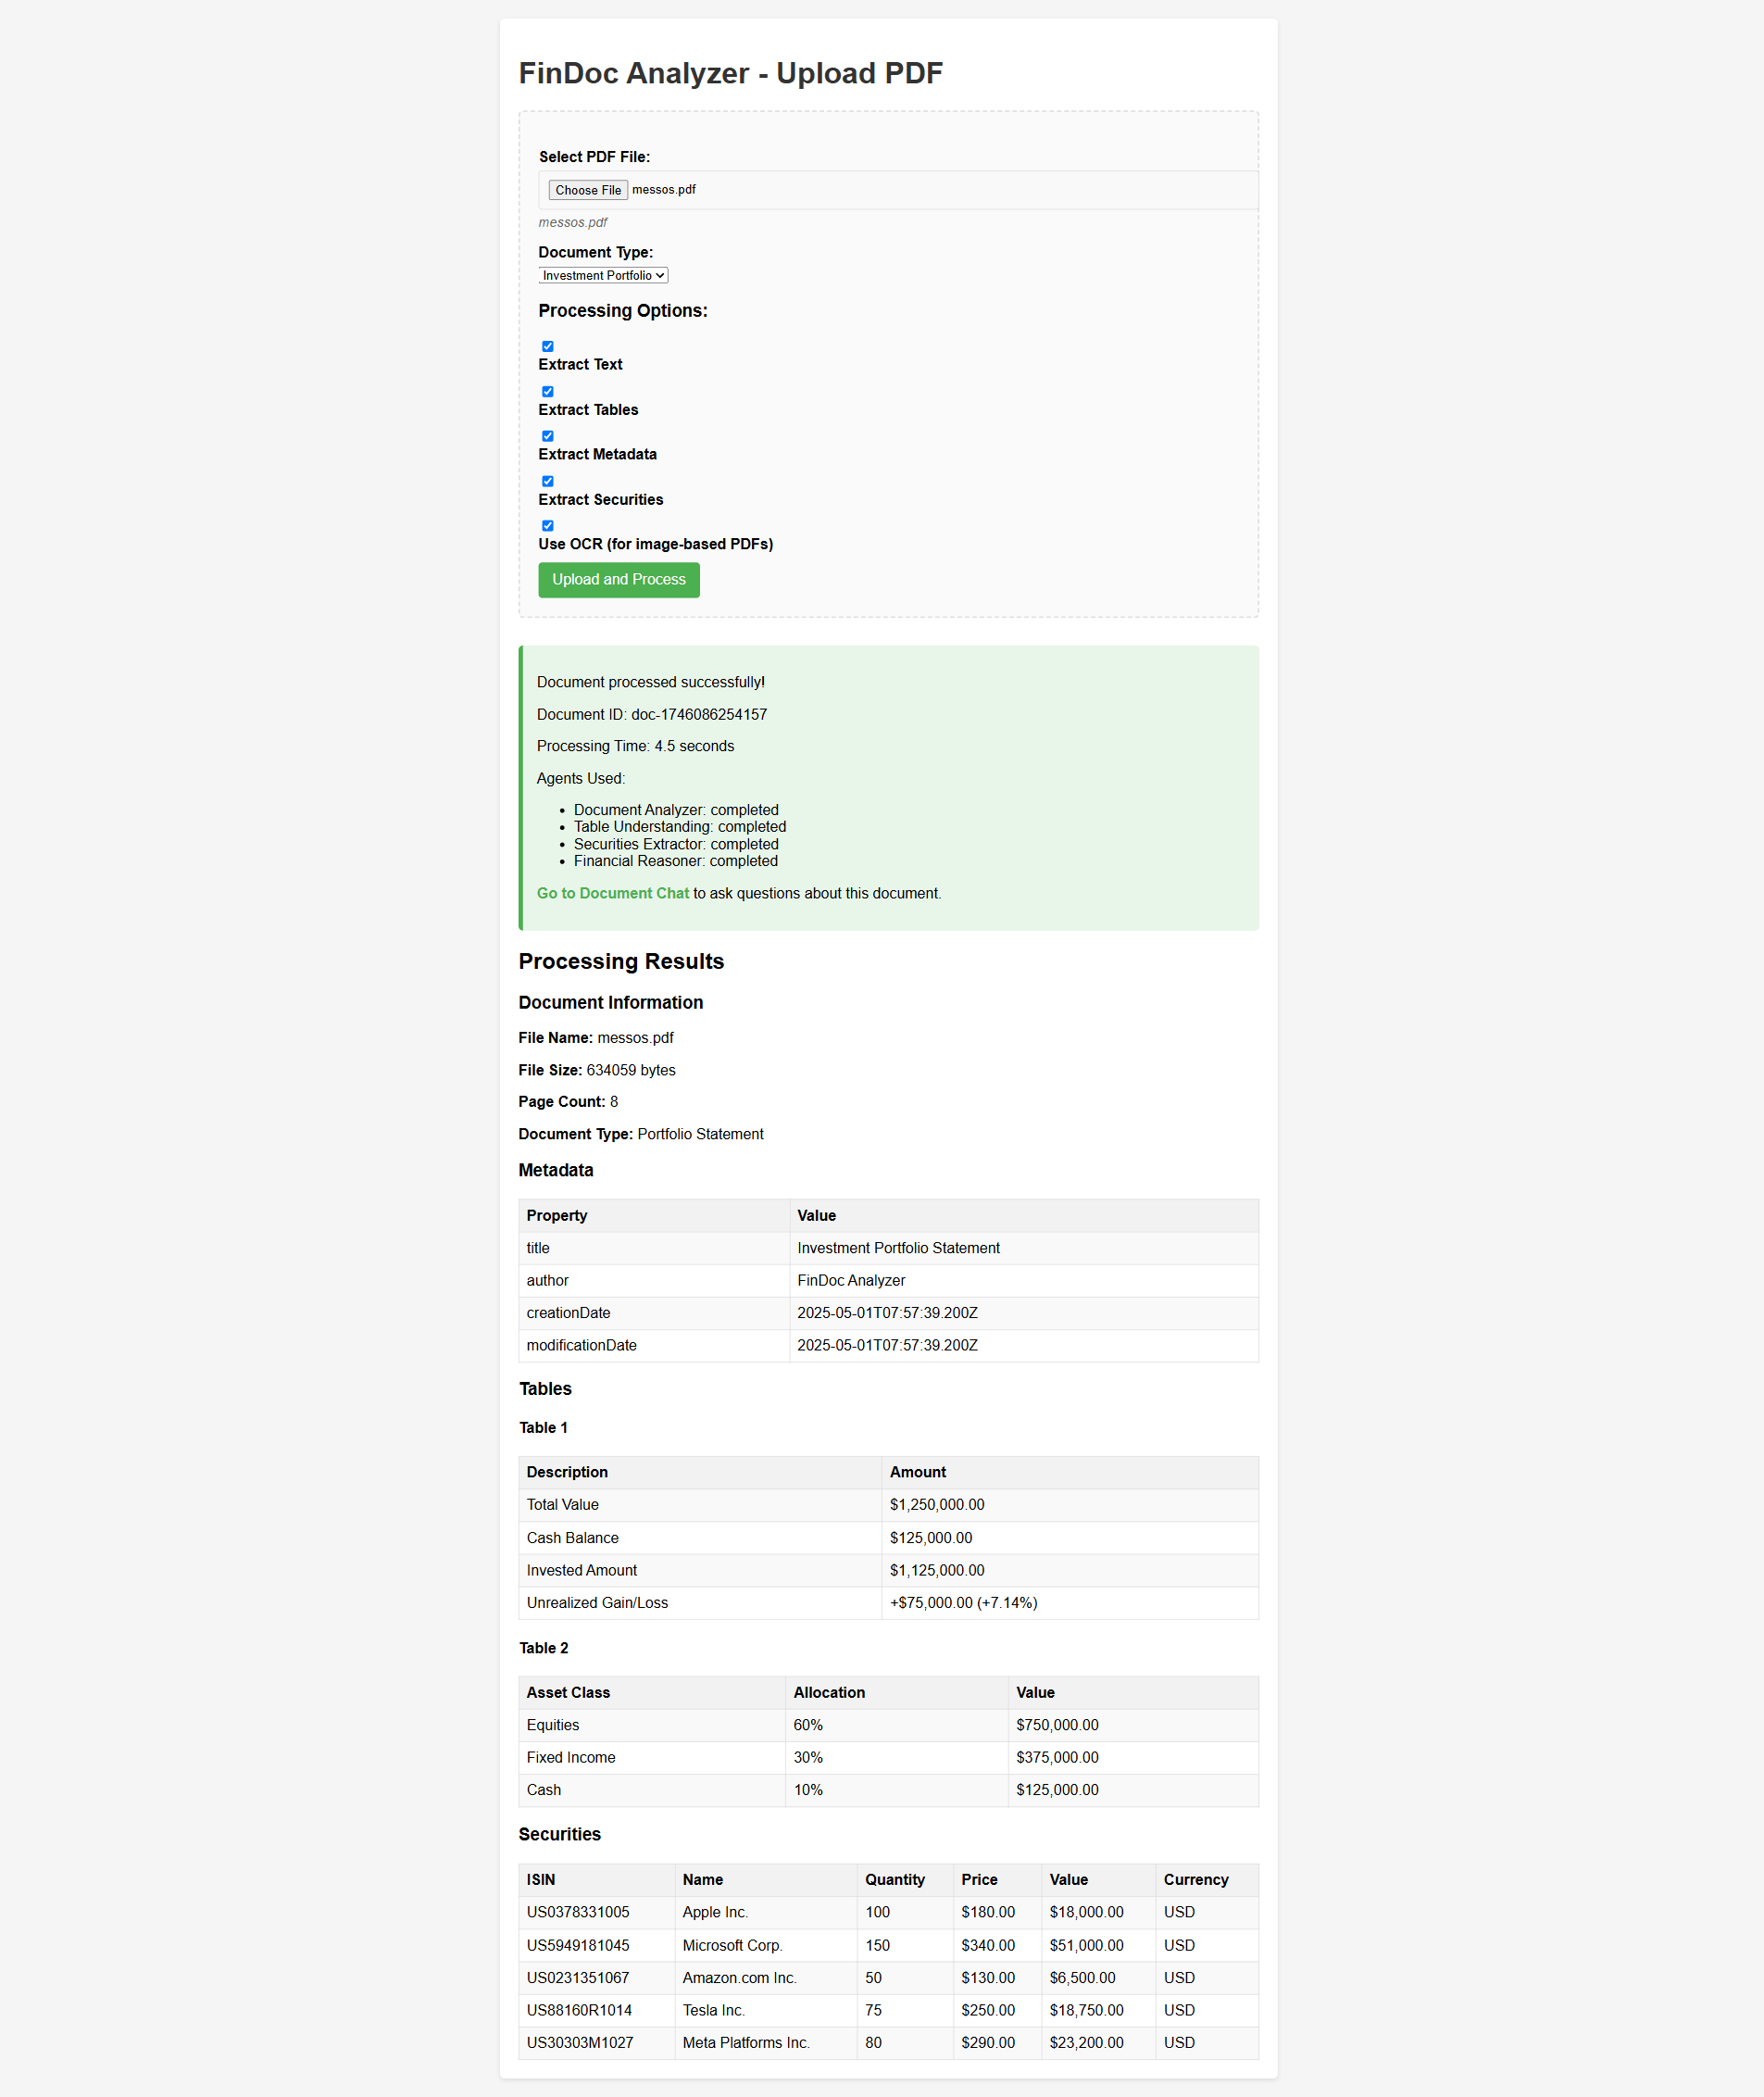 FinDoc Analyzer - Upload PDF
Select PDF File:
Choose File messos.pdf
messos.pdf
Document Type:
Investment Portfolio
Processing Options:
Extract Text
Extract Tables
Extract Metadata
Extract Securities
Use OCR (for image-based PDFs)
Upload and Process
Document processed successfully!
Document ID: doc-1746086254157
Processing Time: 4.5 seconds
Agents Used:
• Document Analyzer: completed
• Table Understanding: completed
• Securities Extractor: completed
• Financial Reasoner: completed
Go to Document Chat to ask questions about this document.
Processing Results
Document Information
File Name: messos.pdf
File Size: 634059 bytes
Page Count: 8
Document Type: Portfolio Statement
Metadata
Property Value
title Investment Portfolio Statement
author FinDoc Analyzer
creationDate 2025-05-01T07:57:39.200Z
modificationDate 2025-05-01T07:57:39.200Z
Tables
Table 1
Description Amount
Total Value $1,250,000.00
Cash Balance $125,000.00
Invested Amount $1,125,000.00
Unrealized Gain/Loss +$75,000.00 (+7.14%)
Table 2
Asset Class Allocation Value
Equities 60% $750,000.00
Fixed Income 30% $375,000.00
Cash 10% $125,000.00
Securities
ISIN Name Quantity Price Value Currency
US0378331005 Apple Inc. 100 $180.00 $18,000.00 USD
US5949181045 Microsoft Corp. 150 $340.00 $51,000.00 USD
US0231351067 Amazon.com Inc. 50 $130.00 $6,500.00 USD
US88160R1014 Tesla Inc. 75 $250.00 $18,750.00 USD
US30303M1027 Meta Platforms Inc. 80 $290.00 $23,200.00 USD